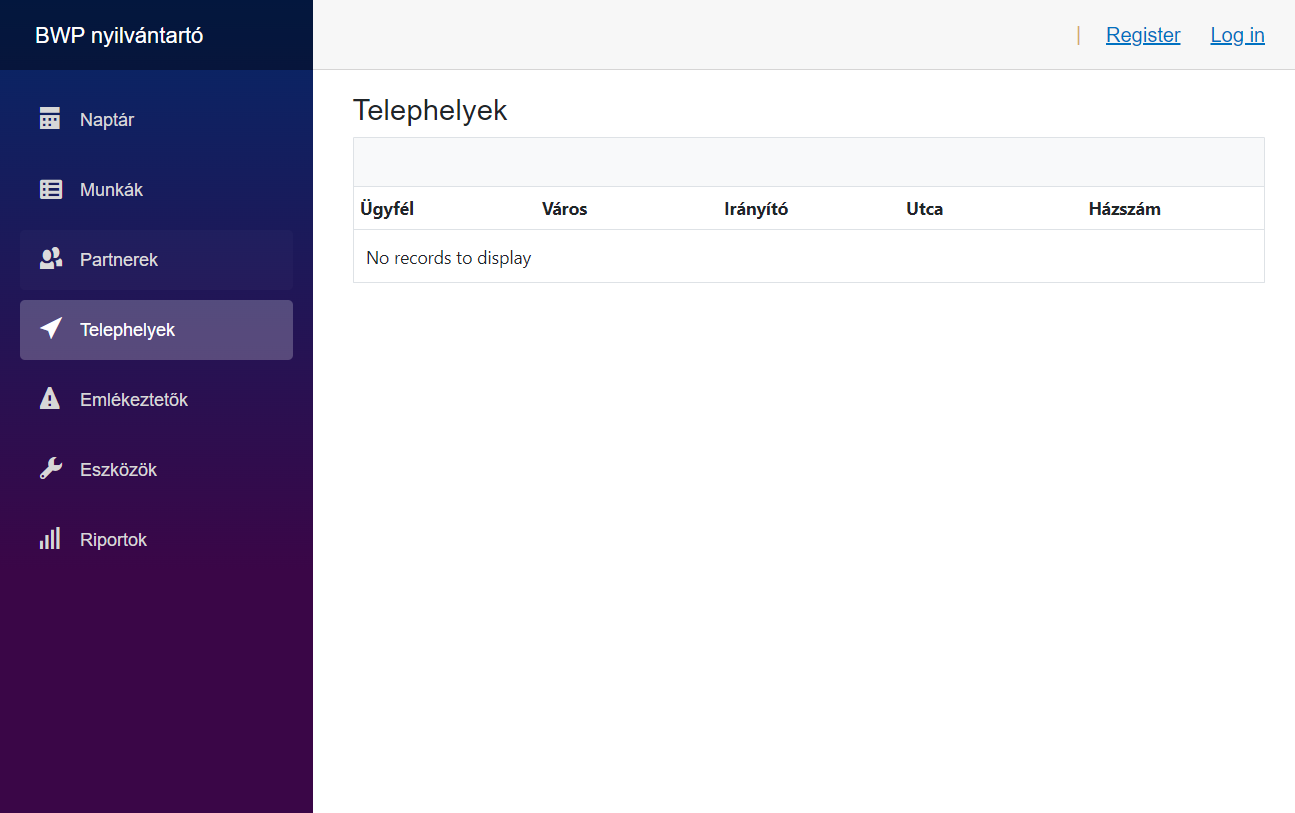 BWP nyilvántartó
| Register Log in
Naptár
Munkák
Partnerek
Telephelyek
Emlékeztetők
Eszközök
Riportok
Telephelyek
Ügyfél Város Irányító Utca Házszám
No records to display